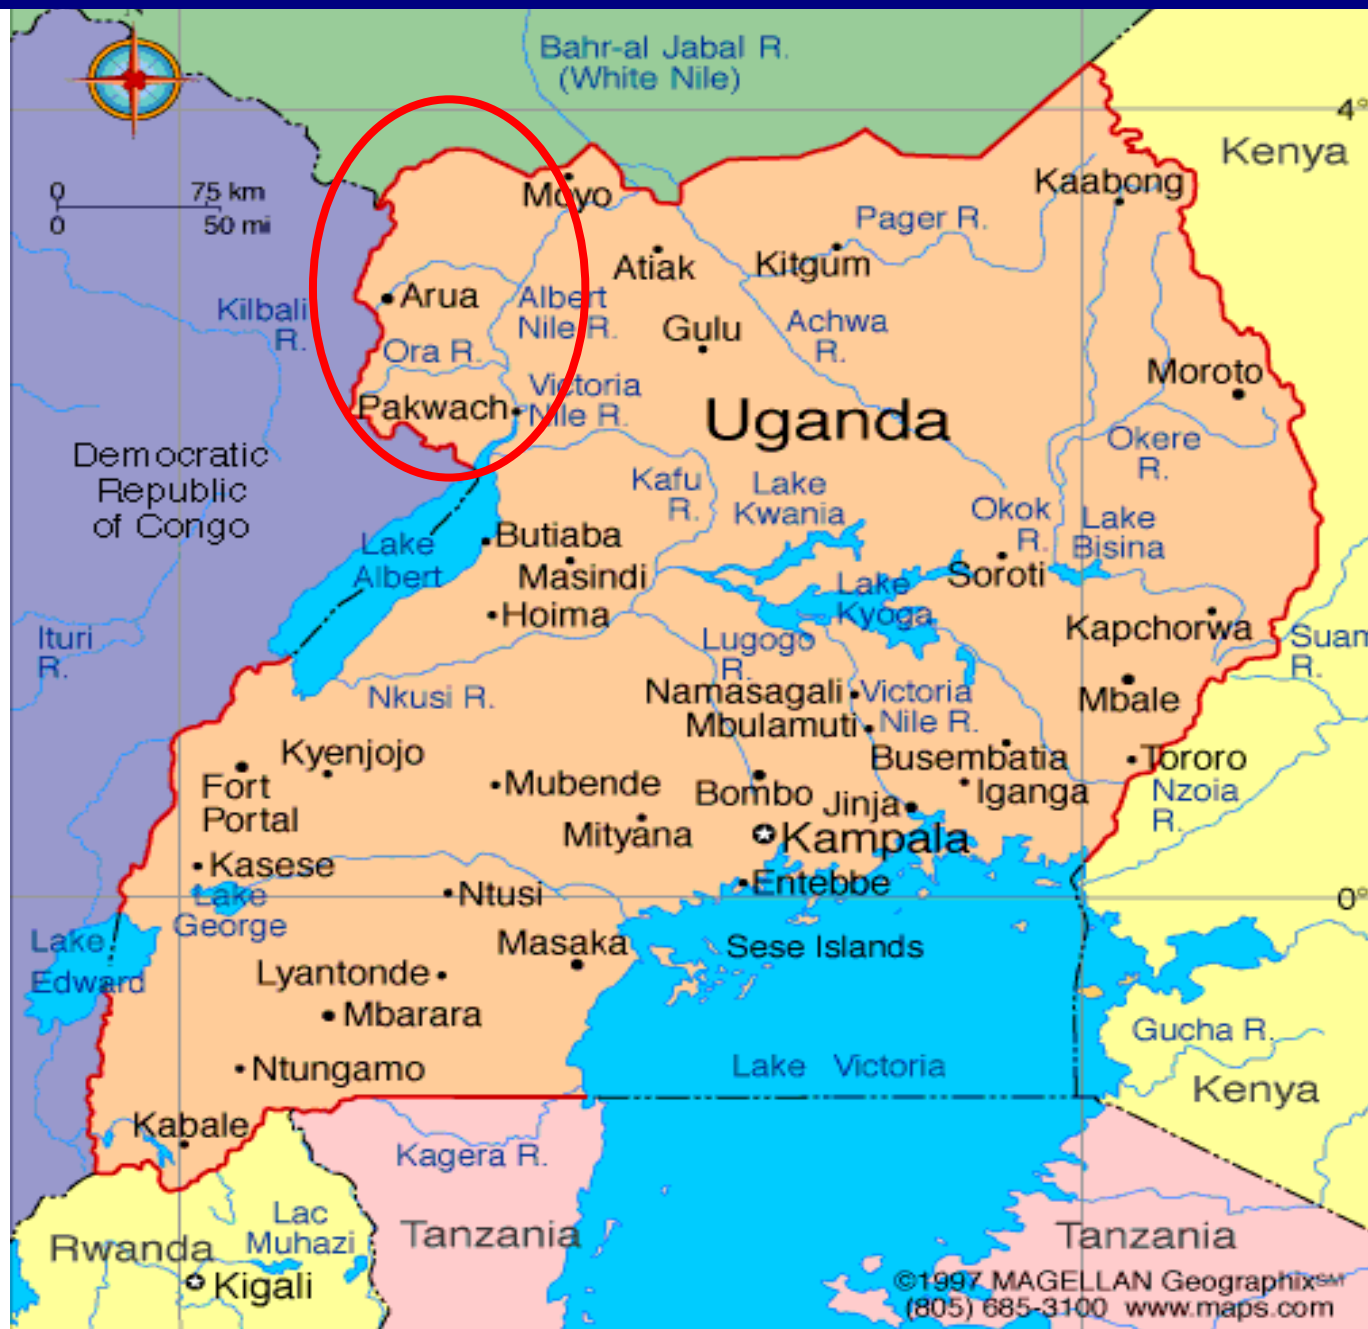 Bahr-al Jabal R.
(White Nile)
4°
Kenya
0
75 km
0
50 mi
Moyo
Kaabong
Pager R.
Atiak
Kitgum
Arua
Albert
Nile R.
Kilbali
R.
Gulu
Achwa
R.
Ora R.
Moroto
Victoria
Nile R.
Pakwach
Uganda
Okere
R.
Democratic
Republic
of Congo
Kafu
R.
Lake
Kwania
Okok
R.
Lake
Bisina
Butiaba
Lake
Albert
Masindi
Soroti
Lake
Kyoga
Hoima
Kapchorwa
Ituri
R.
Lugogo
R.
Suam
R.
Nkusi R.
Namasagali
Victoria
Nile R.
Mbale
Mbulamuti
Kyenjojo
Busembatia
Tororo
Fort
Portal
Mubende
Bombo
Jinja
Iganga
Nzoia
R.
Mityana
Kampala
Kasese
Lake
George
Ntusi
Entebbe
0°
Lake
Edward
Masaka
Sese Islands
Lyantonde
Mbarara
Gucha R.
Ntungamo
Lake Victoria
Kenya
Kabale
Kagera R.
Lac
Muhazi
Rwanda
Tanzania
Tanzania
Kigali
©1997 MAGELLAN Geographix℠
(805) 685-3100 www.maps.com